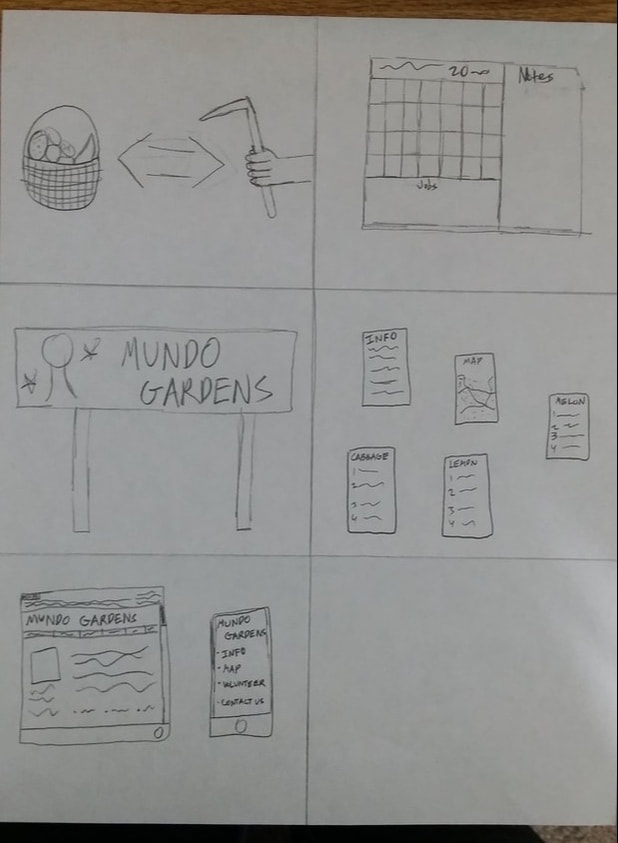 20
Notes
Jobs
MUNDO
GARDENS
INFO
MAP
MELON
1
2
3
4
CABBAGE
1
2
3
4
LEMON
1
2
3
4
MUNDO GARDENS
MUNDO
GARDENS
- INFO
- MAP
- VOLUNTEER
- CONTACT US